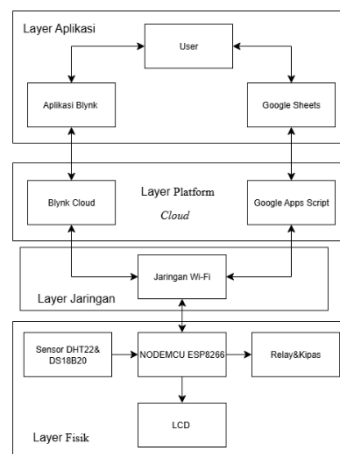 Layer Aplikasi
User
Aplikasi Blynk
Google Sheets
Blynk Cloud
Layer Platform
Cloud
Google Apps Script
Jaringan Wi-Fi
Layer Jaringan
Sensor DHT22&
DS18B20
NODEMCU ESP8266
Relay&Kipas
LCD
Layer Fisik